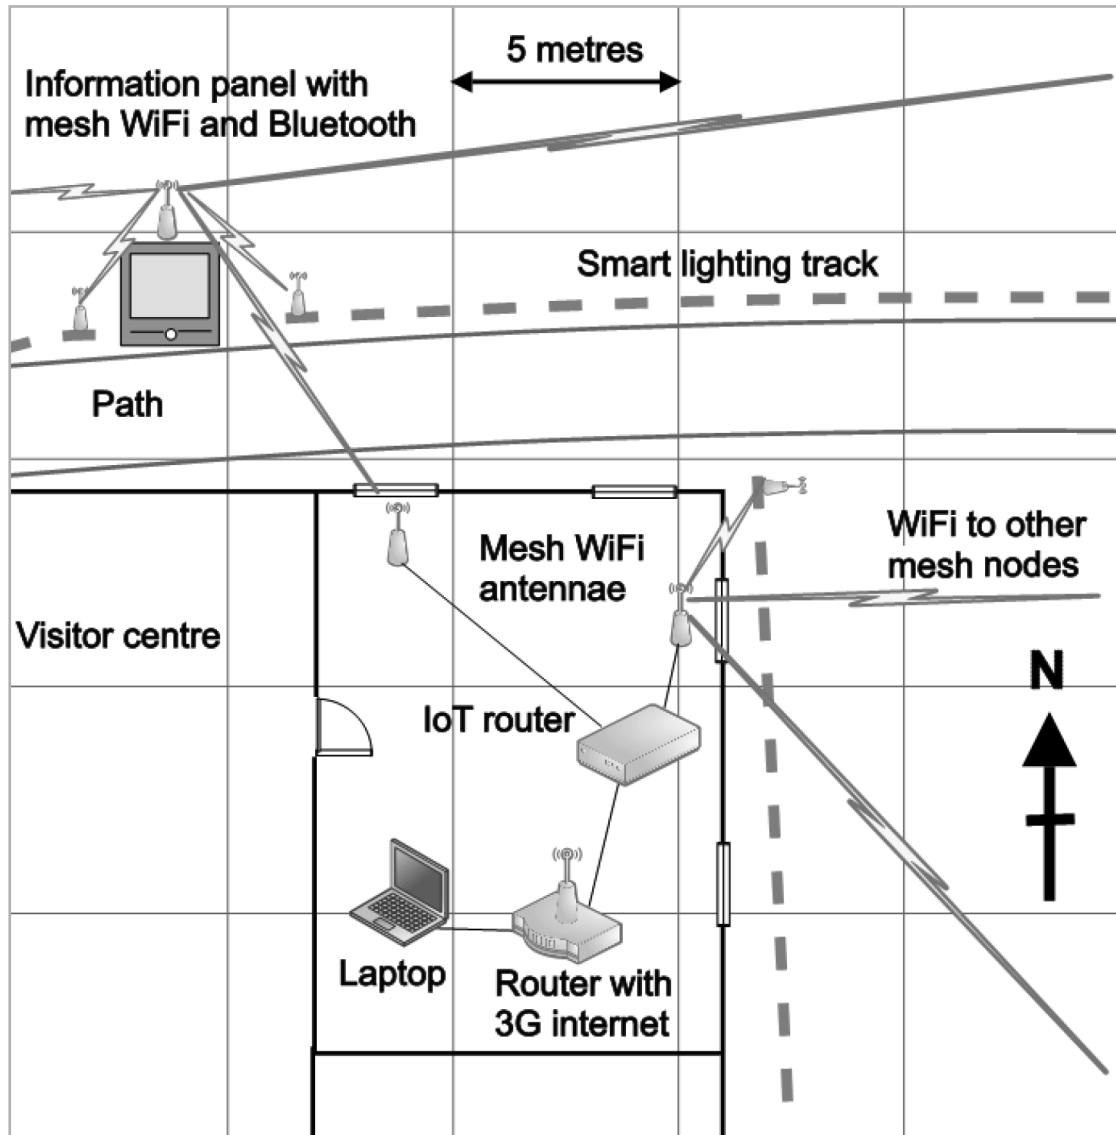 5 metres
Information panel with
mesh WiFi and Bluetooth
Smart lighting track
Path
Mesh WiFi
antennae
WiFi to other
mesh nodes
Visitor centre
N
IoT router
Laptop
Router with
3G internet